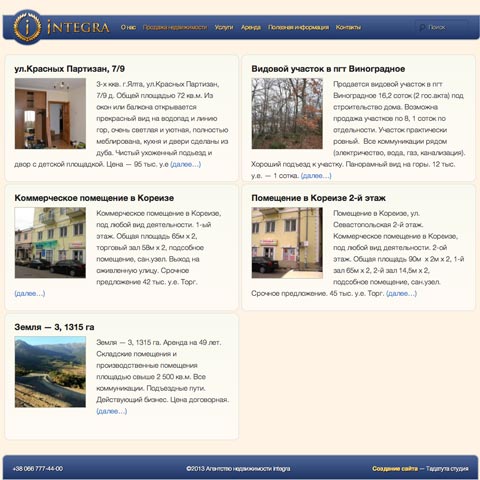 İNTEGRA
О нас Продажа недвижимости Услуги Аренда Полезная информация Контакты Поиск
ул.Красных Партизан, 7/9
3-х ккв. г.Ялта, ул.Красных Партизан,
7/9 д. Общей площадью 72 кв.м. Из
окон или балкона открывается
прекрасный вид на водопад и линию
гор, очень светлая и уютная, полностью
меблирована, кухня и двери сделаны из
дуба. Чистый ухоженный подьезд и
двор с детской площадкой. Цена — 95 тыс. у.е (далее…)
Видовой участок в пгт Виноградное
Продается видовой участок в пгт
Виноградное 16,2 соток (2 гос.акта) под
строительство дома. Возможна
продажа участков по 8, 1 соток по
отдельности. Участок практически
ровный. Все коммуникации рядом
(электричество, вода, газ, канализация).
Хороший подъезд к участку. Панорамный вид на горы. 12 тыс.
у.е. — 1 сотка. (далее…)
Коммерческое помещение в Кореизе
Коммерческое помещение в Кореизе,
под любой вид деятельности. 1-ый
этаж. Общая площадь 65м х 2,
торговый зал 58м х 2, подсобное
помещение, сан.узел. Выход на
оживленную улицу. Срочное
предложение 42 тыс. у.е. Торг.
(далее…)
Помещение в Кореизе 2-й этаж
Помещение в Кореизе, ул.
Севастопольская 2-й этаж.
Коммерческое помещение в Кореизе,
под любой вид деятельности. 2-ой
этаж. Общая площадь 90м х 2м х 2, 1-й
зал 65м х 2, 2-й зал 14,5м х 2,
подсобное помещение, сан.узел.
Срочное предложение. 45 тыс. у.е. Торг. (далее…)
Земля — 3, 1315 га
Земля — 3, 1315 га. Аренда на 49 лет.
Складские помещения и
производственные помещения
площадью свыше 2 500 кв.м. Все
коммуникации. Подъездные пути.
Действующий бизнес. Цена договорная.
(далее…)
+38 066 777-44-00 ©2013 Агентство недвижимости Integra Создание сайта — Тадатута студия